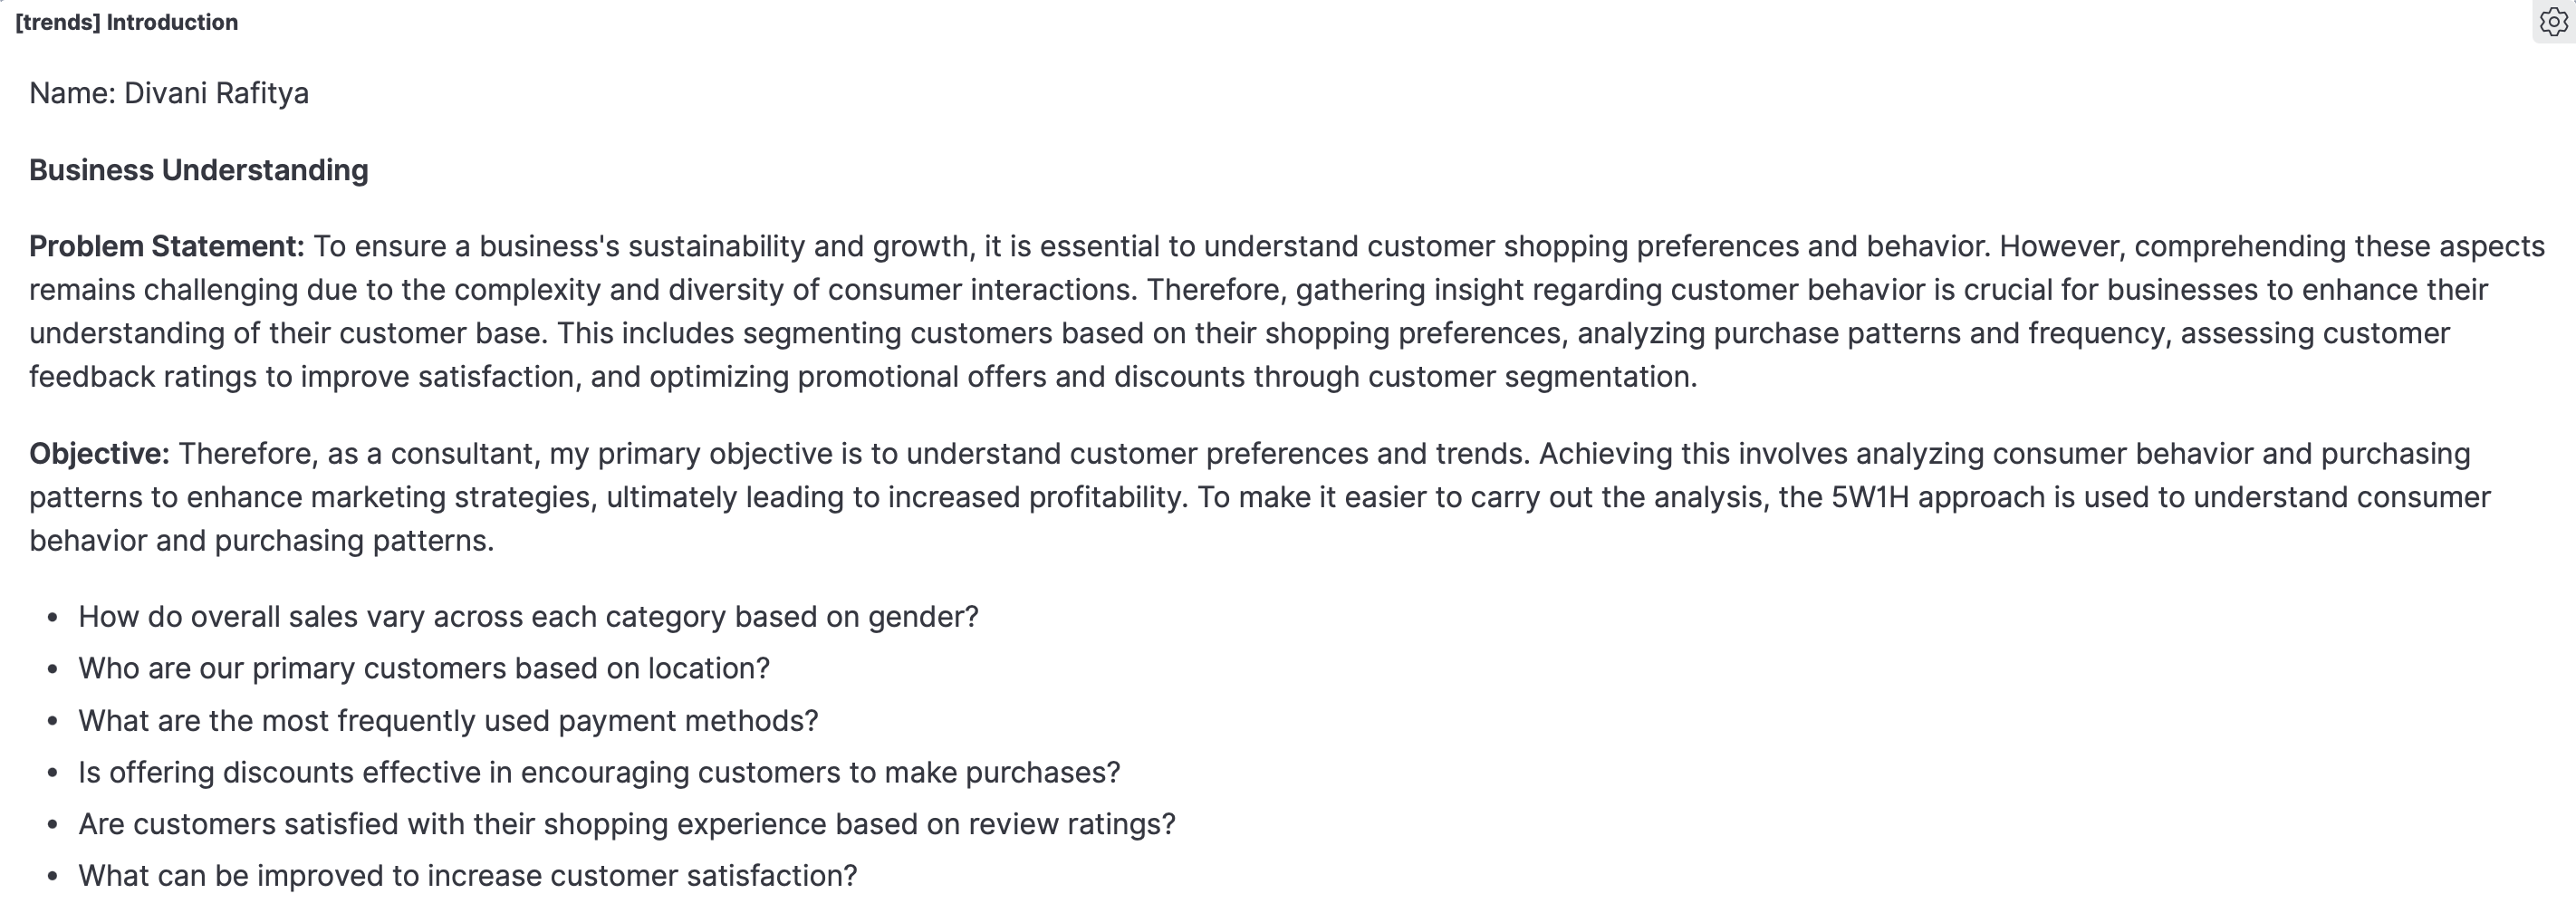 [trends] Introduction
Name: Divani Rafitya
Business Understanding
Problem Statement: To ensure a business's sustainability and growth, it is essential to understand customer shopping preferences and behavior. However, comprehending these aspects
remains challenging due to the complexity and diversity of consumer interactions. Therefore, gathering insight regarding customer behavior is crucial for businesses to enhance their
understanding of their customer base. This includes segmenting customers based on their shopping preferences, analyzing purchase patterns and frequency, assessing customer
feedback ratings to improve satisfaction, and optimizing promotional offers and discounts through customer segmentation.
Objective: Therefore, as a consultant, my primary objective is to understand customer preferences and trends. Achieving this involves analyzing consumer behavior and purchasing
patterns to enhance marketing strategies, ultimately leading to increased profitability. To make it easier to carry out the analysis, the 5W1H approach is used to understand consumer
behavior and purchasing patterns.
• How do overall sales vary across each category based on gender?
• Who are our primary customers based on location?
• What are the most frequently used payment methods?
• Is offering discounts effective in encouraging customers to make purchases?
• Are customers satisfied with their shopping experience based on review ratings?
• What can be improved to increase customer satisfaction?